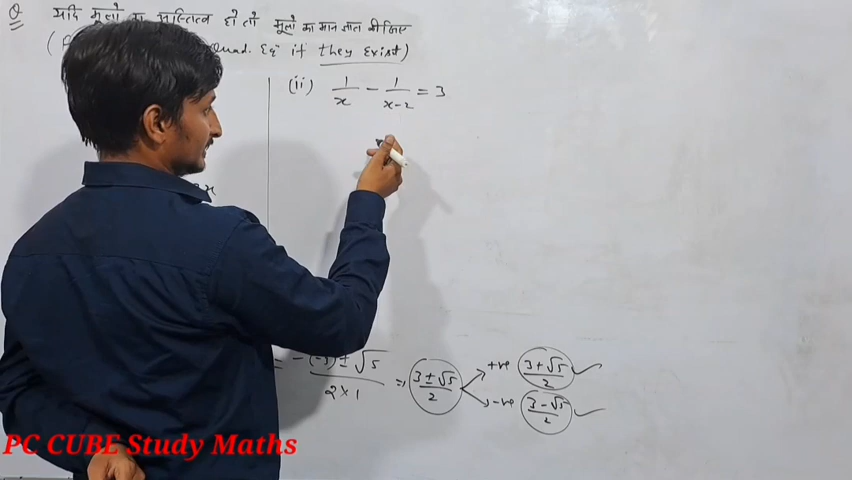 Q यदि मूलों का अस्तित्व हो तो मूलों का मान ज्ञात कीजिए
Quad. Eqⁿ if they Exist)
(ii) 1/x - 1/(x-2) = 3
x
= -(-3) ± √5 / 2×1 => 3 ± √5 / 2
+ve 3+√5 / 2
-ve 3-√5 / 2
PC CUBE Study Maths